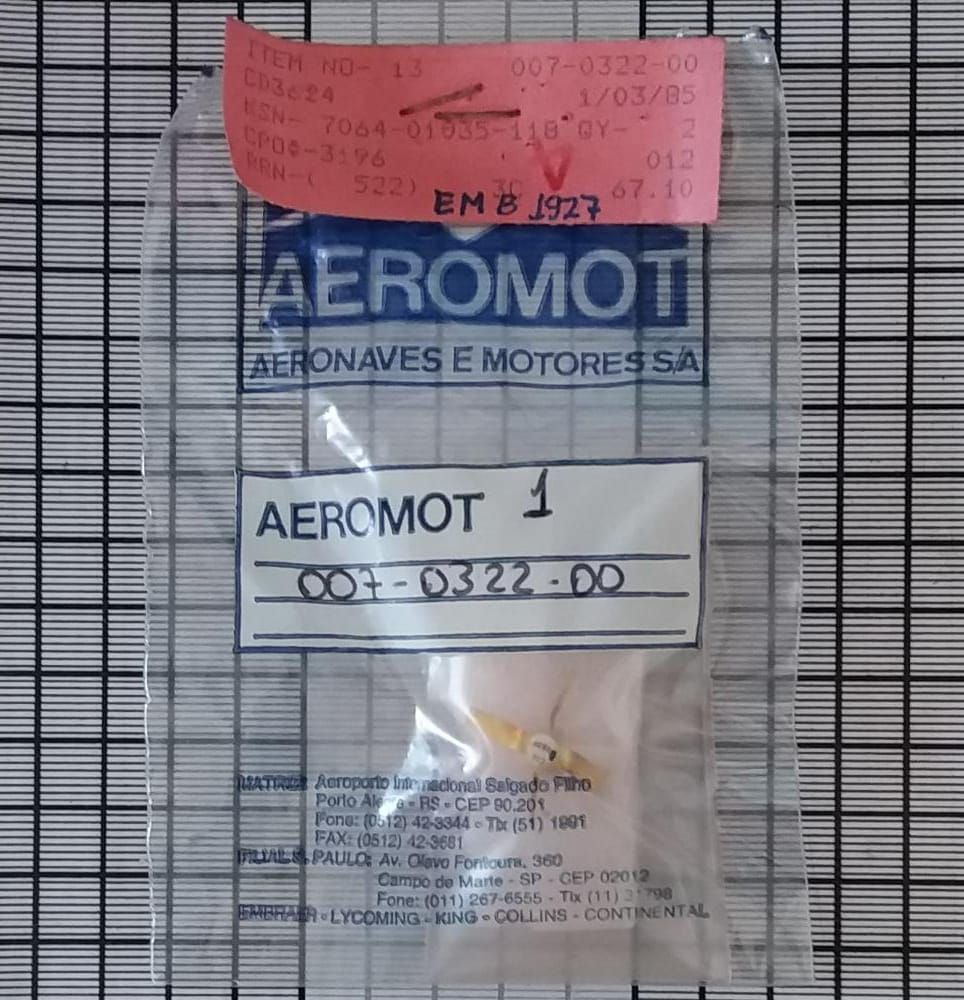 ITEM NO- 13 007-0322-00
CD3624 1/03/85
KSN- 7064-01035-118 QY- 2
CPO#-3196 012
RRN-( 522) 67.10
EMB 1927
AEROMOT
AERONAVES E MOTORES S/A
AEROMOT 1
007-0322-00
MATRIZ: Aeroporto Internacional Salgado Filho
Porto Alegre - RS - CEP 90.201
Fone: (0512) 42-3344 - Tlx (51) 1991
FAX: (0512) 42-3681
FILIAL S. PAULO: Av. Olavo Fontoura, 360
Campo de Marte - SP - CEP 02012
Fone: (011) 267-6555 - Tlx (11)
EMBRAER - LYCOMING - KING - COLLINS - CONTINENTAL